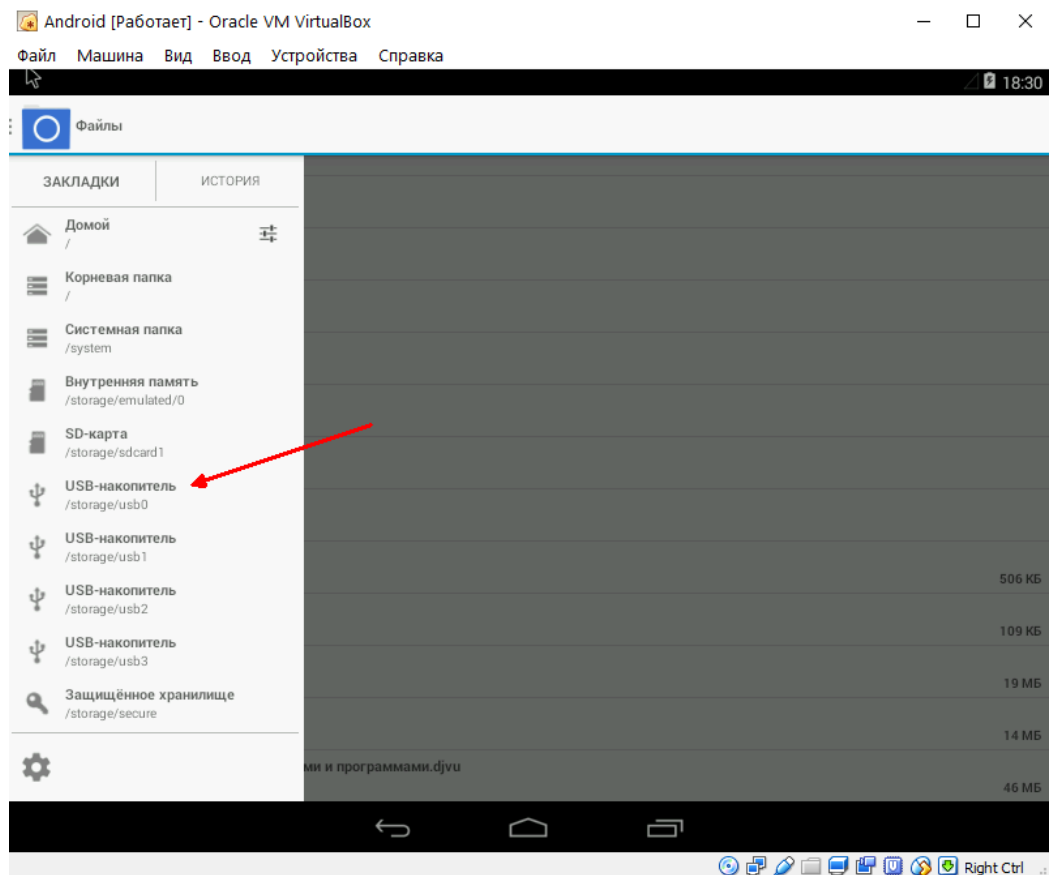 Android [Работает] - Oracle VM VirtualBox
Файл Машина Вид Ввод Устройства Справка
18:30
Файлы
ЗАКЛАДКИ ИСТОРИЯ
Домой
/
Корневая папка
/
Системная папка
/system
Внутренняя память
/storage/emulated/0
SD-карта
/storage/sdcard1
USB-накопитель
/storage/usb0
USB-накопитель
/storage/usb1
506 КБ
USB-накопитель
/storage/usb2
109 КБ
USB-накопитель
/storage/usb3
19 МБ
Защищённое хранилище
/storage/secure
14 МБ
ми и программами.djvu
46 МБ
Right Ctrl